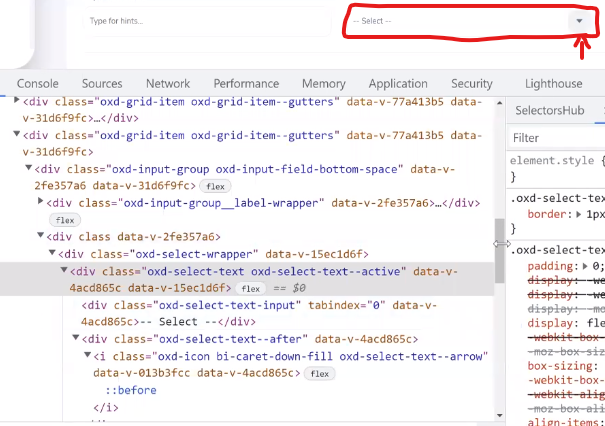 Type for hints...
-- Select --
Console Sources Network Performance Memory Application Security Lighthouse
<div class="oxd-grid-item oxd-grid-item--gutters" data-v-77a413b5 data-
v-31d6f9fc>…</div>
<div class="oxd-grid-item oxd-grid-item--gutters" data-v-77a413b5 data-
v-31d6f9fc>
<div class="oxd-input-group oxd-input-field-bottom-space" data-v-
2fe357a6 data-v-31d6f9fc> flex
<div class="oxd-input-group__label-wrapper" data-v-2fe357a6>…</div>
flex
<div class data-v-2fe357a6>
<div class="oxd-select-wrapper" data-v-15ec1d6f>
<div class="oxd-select-text oxd-select-text--active" data-v-
4acd865c data-v-15ec1d6f> flex == $0
<div class="oxd-select-text-input" tabindex="0" data-v-
4acd865c>-- Select --</div>
<div class="oxd-select-text--after" data-v-4acd865c>
<i class="oxd-icon bi-caret-down-fill oxd-select-text--arrow"
data-v-013b3fcc data-v-4acd865c> flex
::before
</i>
SelectorsHub
Filter
element.style {
}
.oxd-select-tex
border: 1px
}
.oxd-select-tex
padding: 0;
display: -we
display: -we
display: -mo
display: fle
-webkit-box-
-moz-box-si
box-sizing:
-webkit-box-
-webkit-alig
-moz-box-al
align-items: